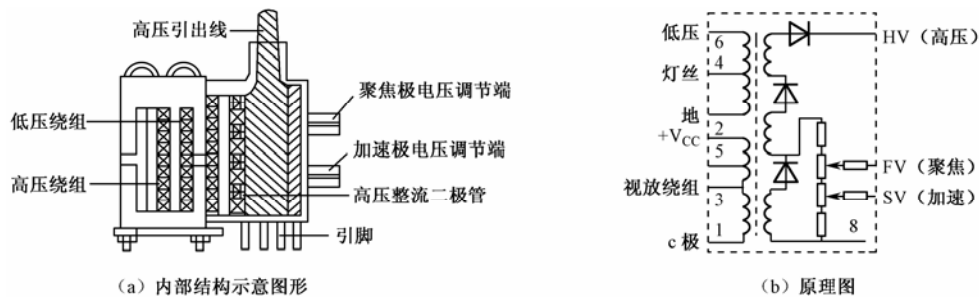 高压引出线
聚焦极电压调节端
低压绕组
加速极电压调节端
高压绕组
高压整流二极管
引脚
(a) 内部结构示意图形
低压
6
4
灯丝
地
+VCC
2
5
视放绕组
3
1
c 极
HV(高压)
FV(聚焦)
SV(加速)
8
(b) 原理图